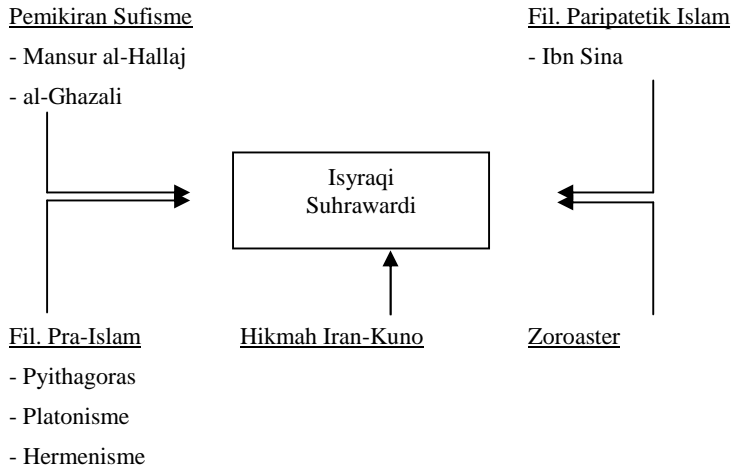 Pemikiran Sufisme
- Mansur al-Hallaj
- al-Ghazali
Fil. Paripatetik Islam
- Ibn Sina
Isyraqi
Suhrawardi
Fil. Pra-Islam
- Pyithagoras
- Platonisme
- Hermenisme
Hikmah Iran-Kuno
Zoroaster